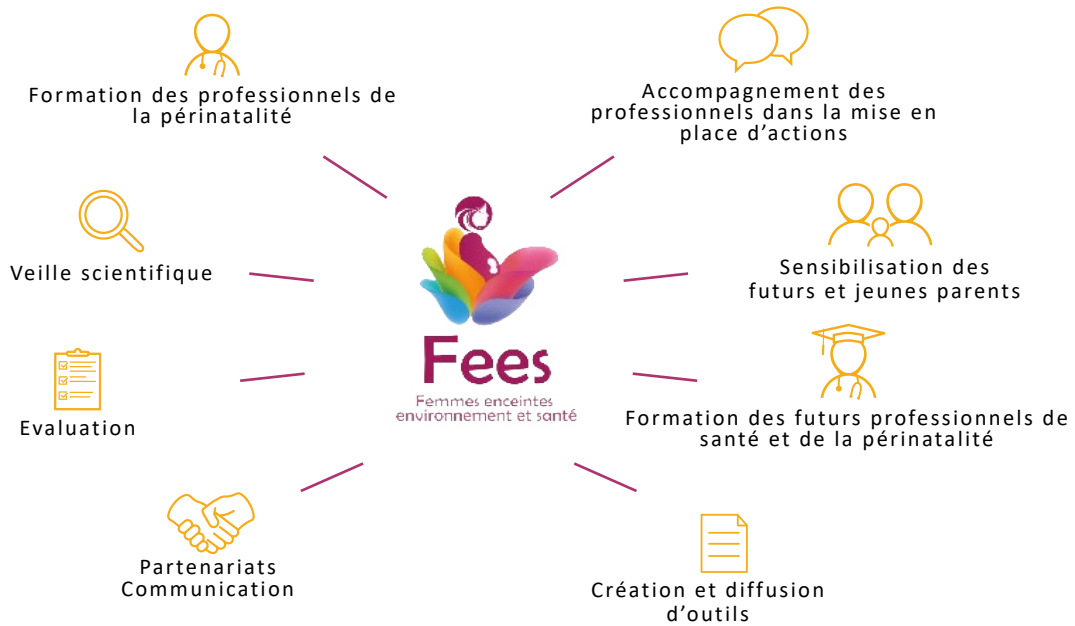 Formation des professionnels de
la périnatalité
Accompagnement des
professionnels dans la mise en
place d’actions
Veille scientifique
Sensibilisation des
futurs et jeunes parents
Fees
Femmes enceintes
environnement et santé
Evaluation
Formation des futurs professionnels de
santé et de la périnatalité
Partenariats
Communication
Création et diffusion
d’outils